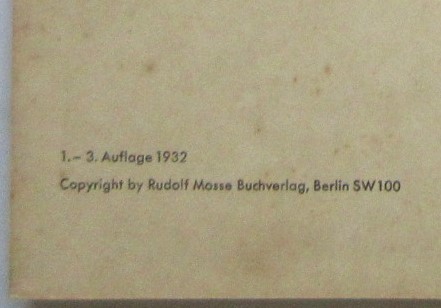 1.– 3. Auflage 1932
Copyright by Rudolf Mosse Buchverlag, Berlin SW100